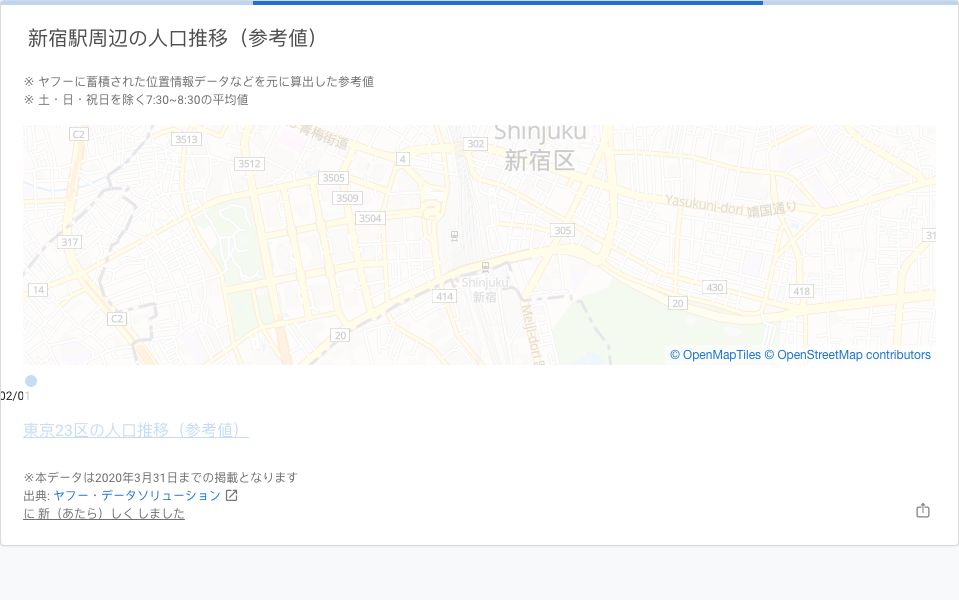 新宿駅周辺の人口推移（参考値）
※ ヤフーに蓄積された位置情報データなどを元に算出した参考値
※ 土・日・祝日を除く7:30~8:30の平均値
C2
3513
青梅街道
302
Shinjuku
新宿区
3512
4
3505
3509
3504
Yasukuni-dori 靖国通り
305
317
31
14
Shinjuku
新宿
414
430
418
20
C2
20
Meiji-dori
© OpenMapTiles © OpenStreetMap contributors
02/01
東京23区の人口推移（参考値）
※本データは2020年3月31日までの掲載となります
出典: ヤフー・データソリューション
に 新（あたら）しく しました